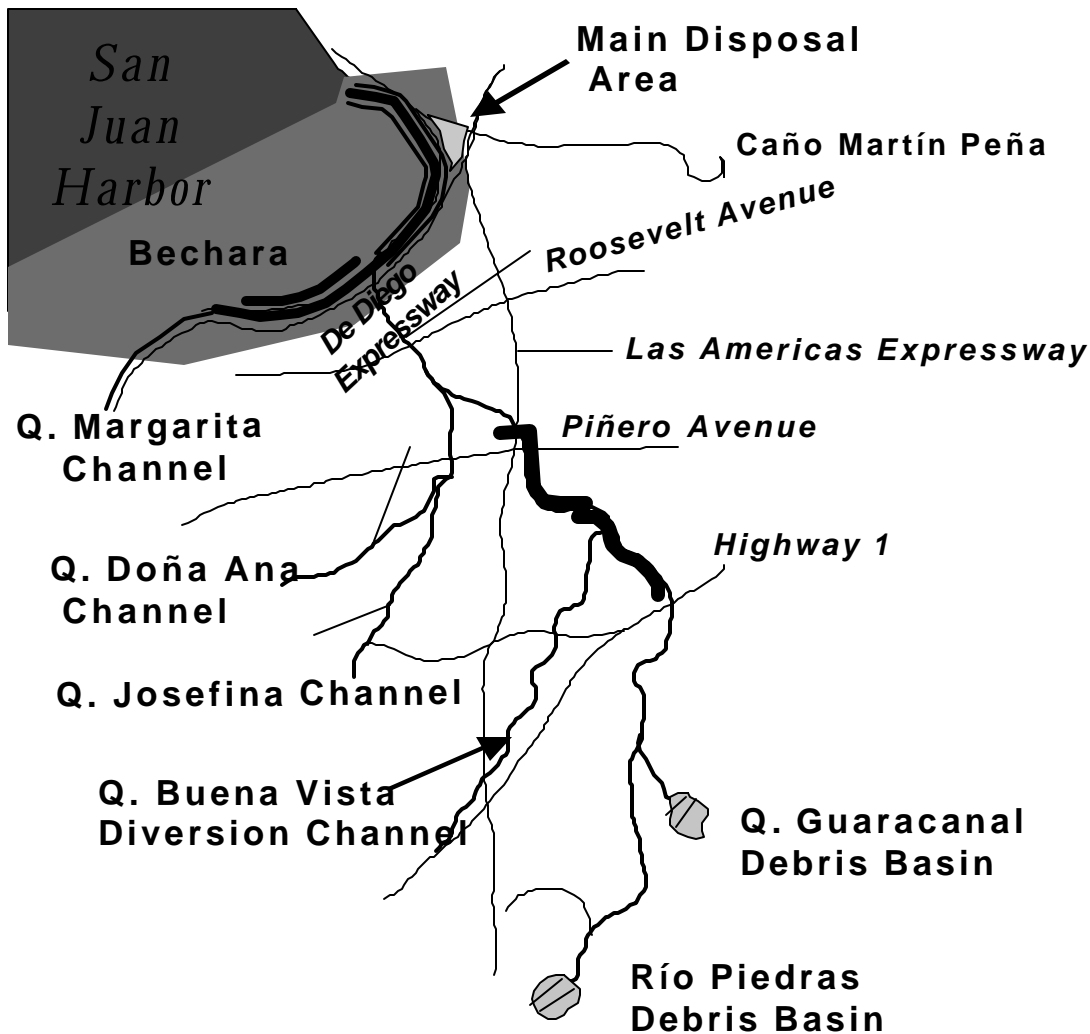 San
Juan
Harbor
Main Disposal
Area
Caño Martín Peña
Roosevelt Avenue
Bechara
De Diego
Expressway
Las Americas Expressway
Q. Margarita
Channel
Piñero Avenue
Highway 1
Q. Doña Ana
Channel
Q. Josefina Channel
Q. Buena Vista
Diversion Channel
Q. Guaracanal
Debris Basin
Río Piedras
Debris Basin